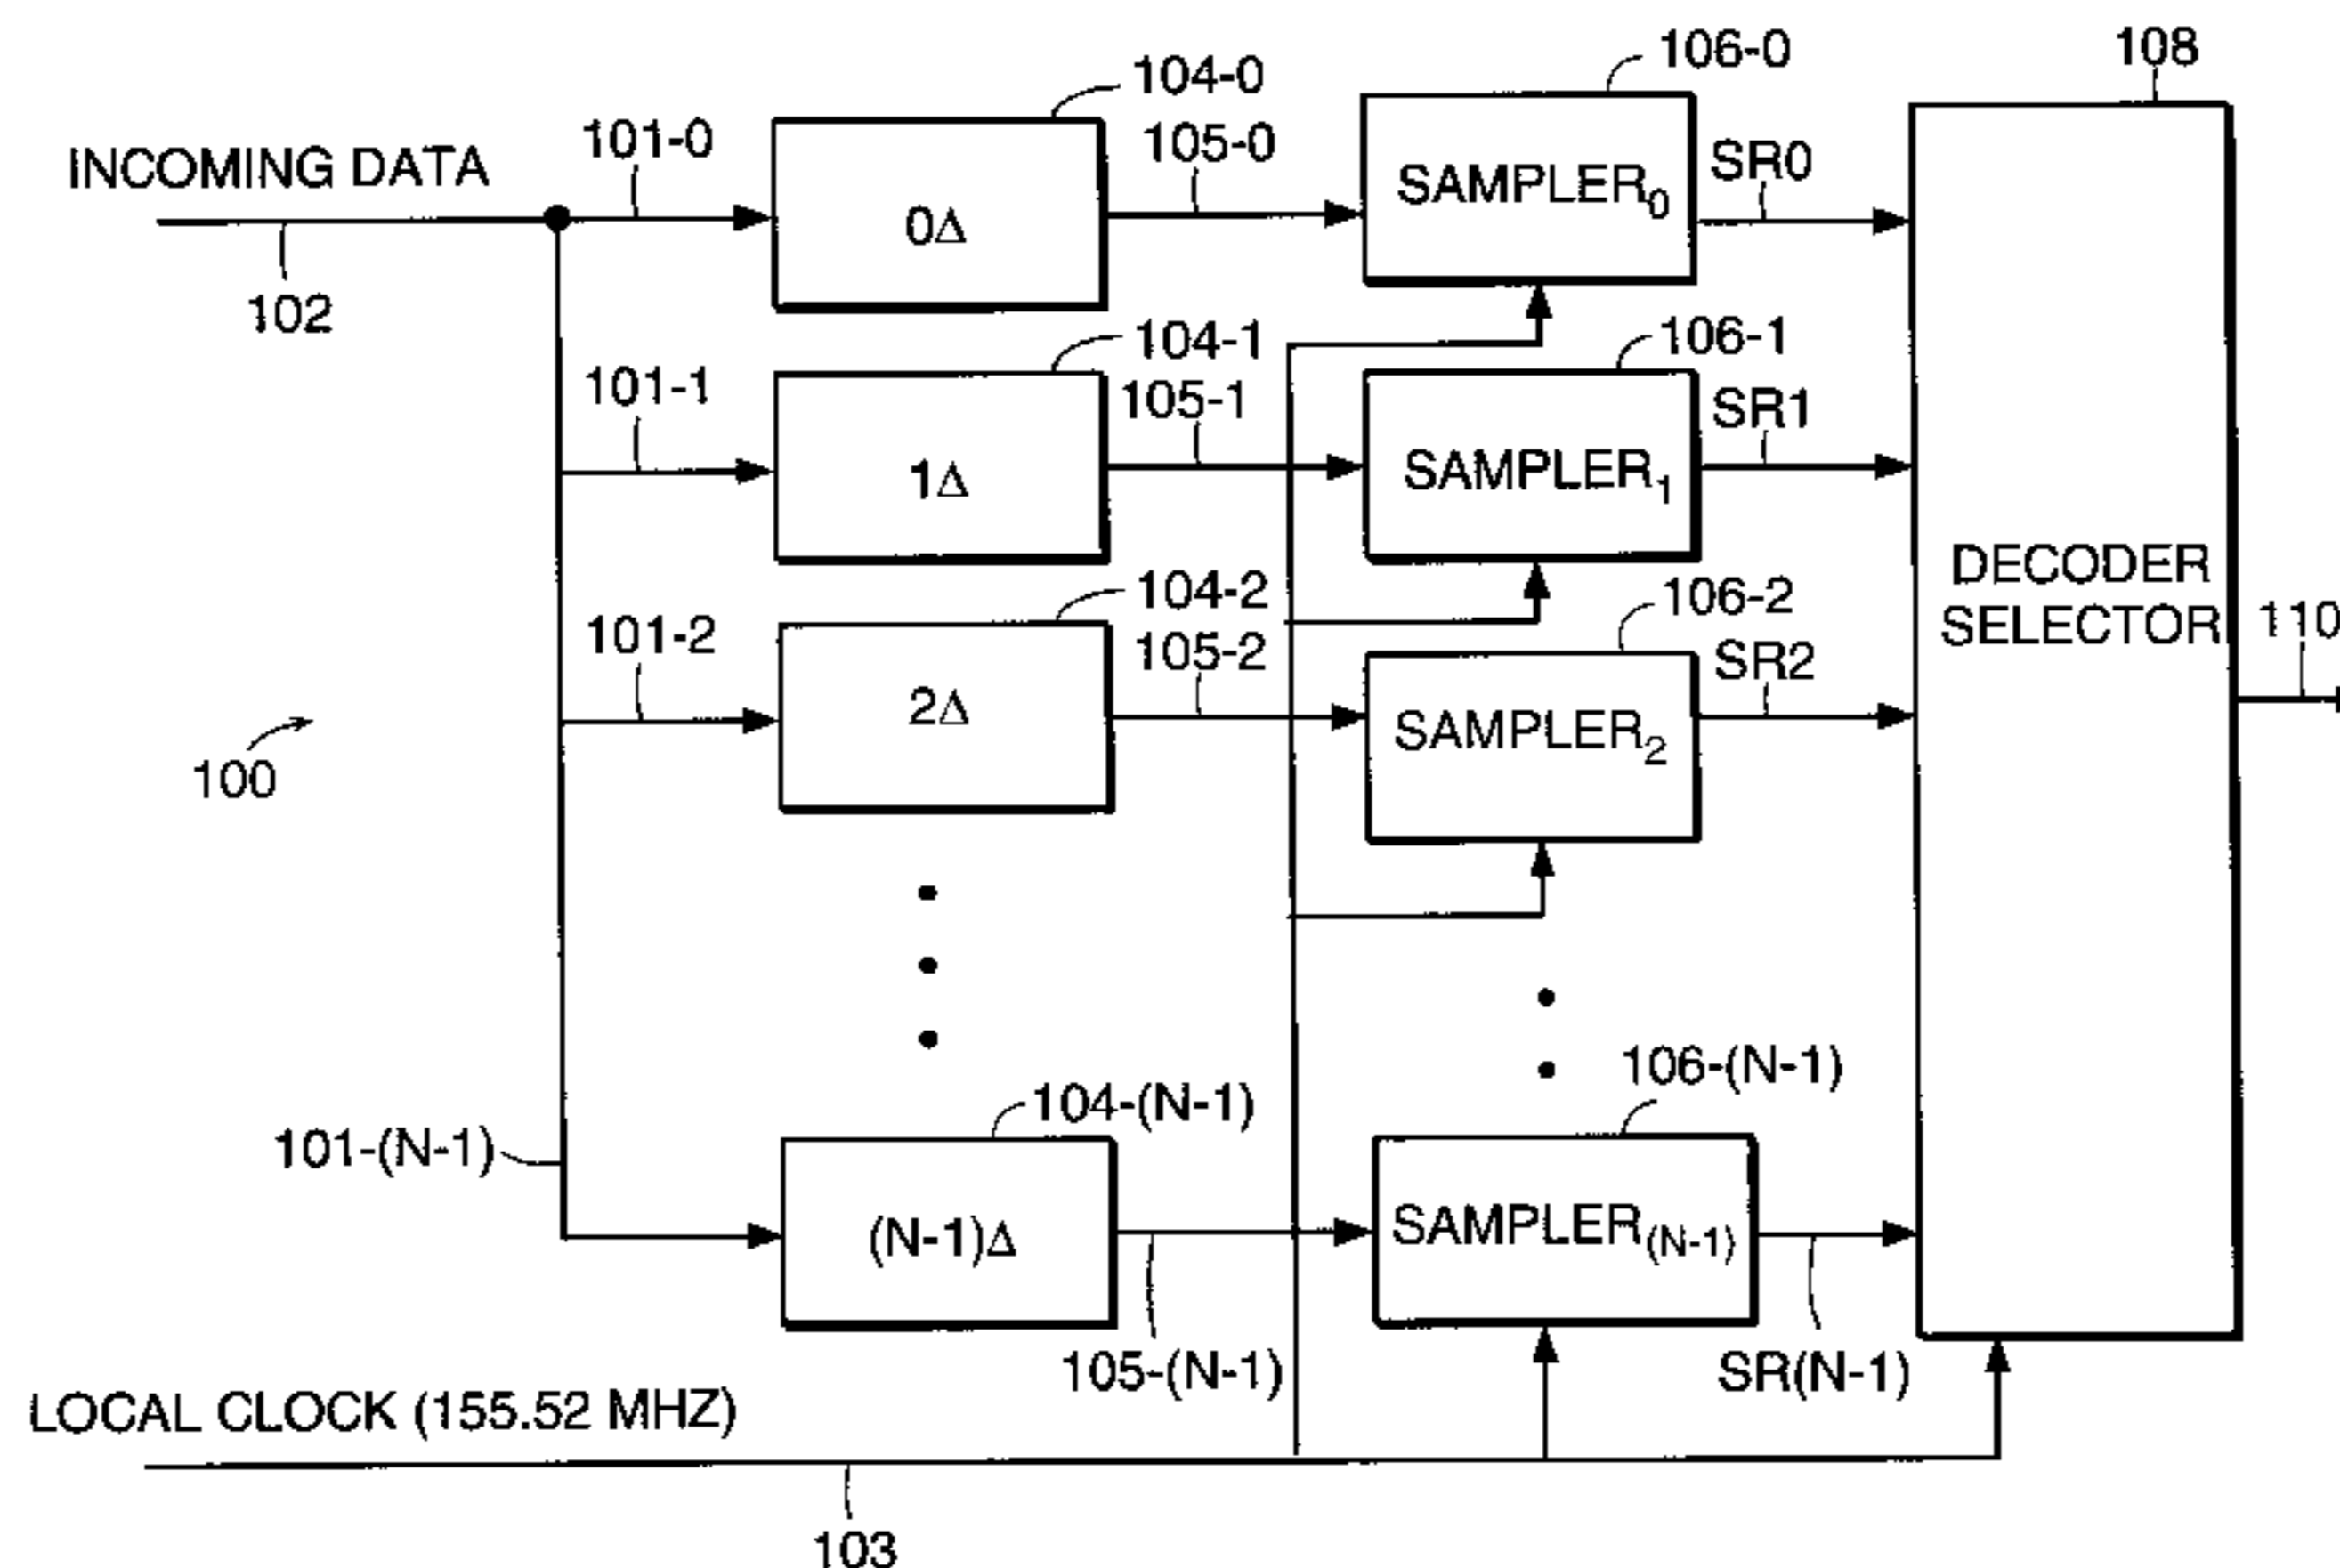 108
106-0
104-0
101-0
105-0
SR0
INCOMING DATA
SAMPLER0
0Δ
102
104-1
106-1
101-1
105-1
SR1
SAMPLER1
1Δ
DECODER
SELECTOR
104-2
106-2
110
101-2
105-2
SR2
2Δ
SAMPLER2
100
106-(N-1)
104-(N-1)
101-(N-1)
(N-1)Δ
SAMPLER(N-1)
105-(N-1)
SR(N-1)
LOCAL CLOCK (155.52 MHZ)
103